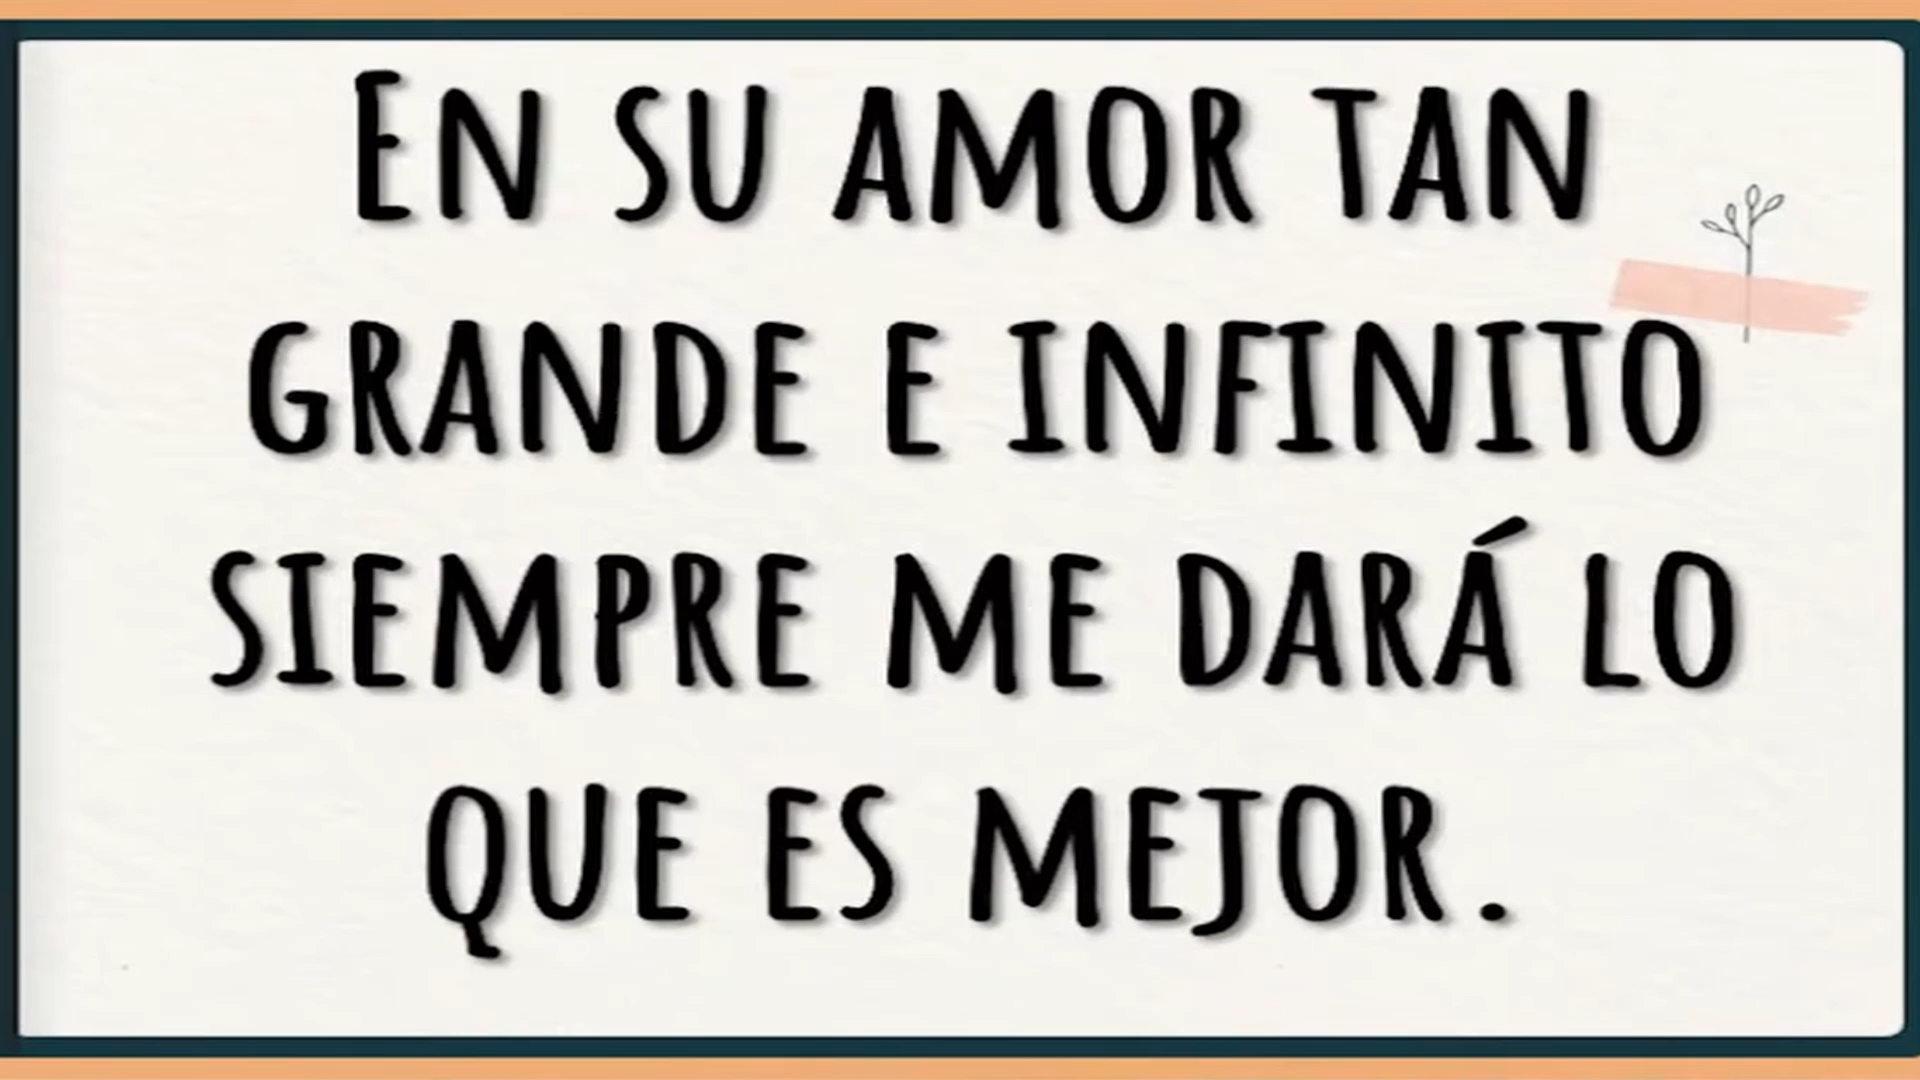 En su amor tan
grande e infinito
siempre me dará lo
que es mejor.